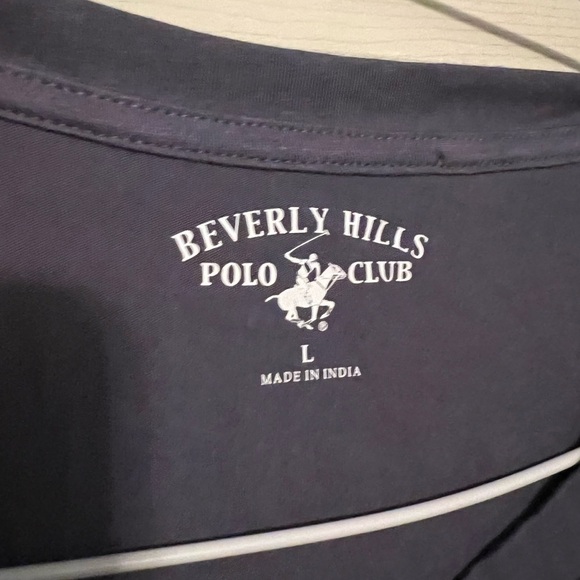 BEVERLY HILLS
POLO CLUB
L
MADE IN INDIA